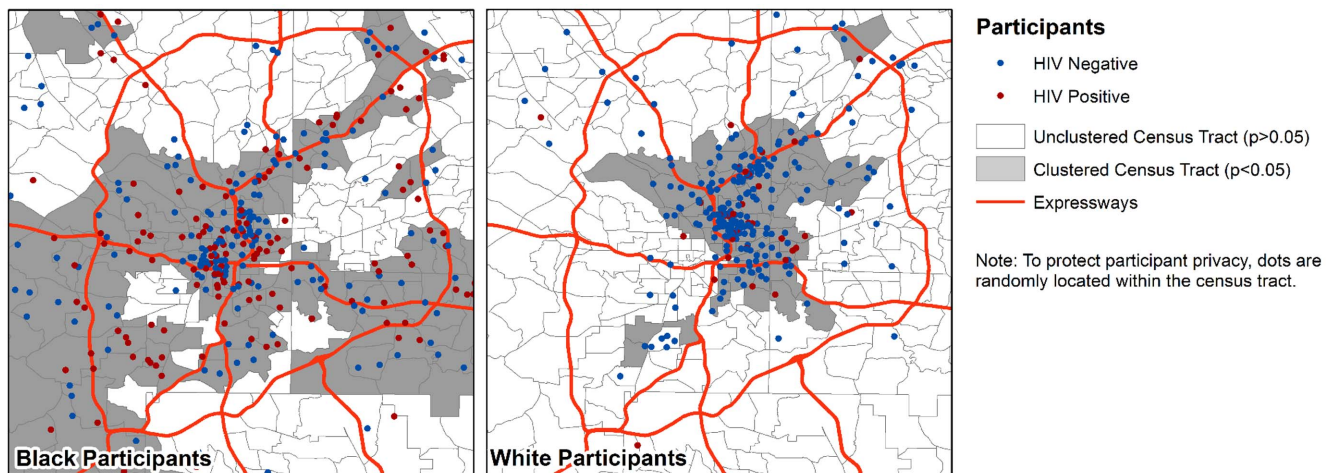 Black Participants
White Participants
Participants
HIV Negative
HIV Positive
Unclustered Census Tract (p>0.05)
Clustered Census Tract (p<0.05)
Expressways
Note: To protect participant privacy, dots are
randomly located within the census tract.